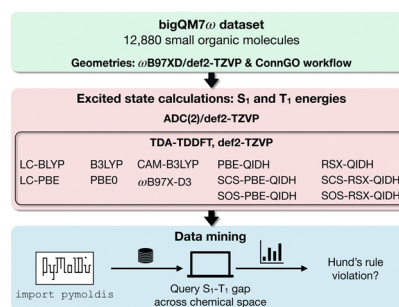 bigQM7ω dataset
12,880 small organic molecules
Geometries: ωB97XD/def2-TZVP & ConnGO workflow
Excited state calculations: S₁ and T₁ energies
ADC(2)/def2-TZVP
TDA-TDDFT, def2-TZVP
LC-BLYP B3LYP CAM-B3LYP PBE-QIDH RSX-QIDH
LC-PBE PBE0 ωB97X-D3 SCS-PBE-QIDH SCS-RSX-QIDH
SOS-PBE-QIDH SOS-RSX-QIDH
Data mining
pyMolDis
import pymoldis
Query S₁-T₁ gap
across chemical space
Hund's rule
violation?